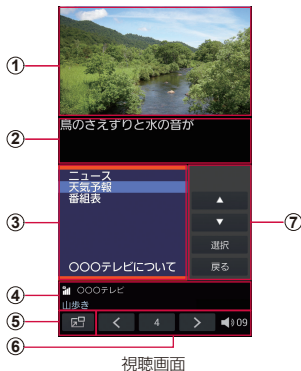 ①
②
鳥のさえずりと水の音が
③
ニュース
天気予報
番組表
○○○テレビについて
⑦
▲
▼
選択
戻る
④
○○○テレビ
山歩き
⑤
⑥
< 4 >
09
視聴画面